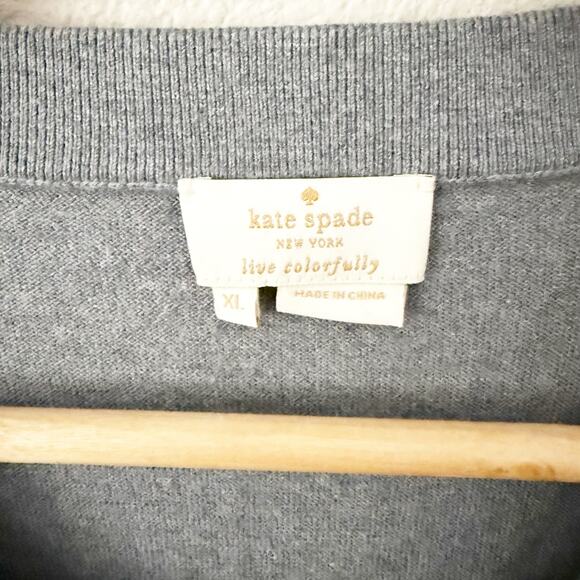 kate spade
NEW YORK
live colorfully
XL
MADE IN CHINA